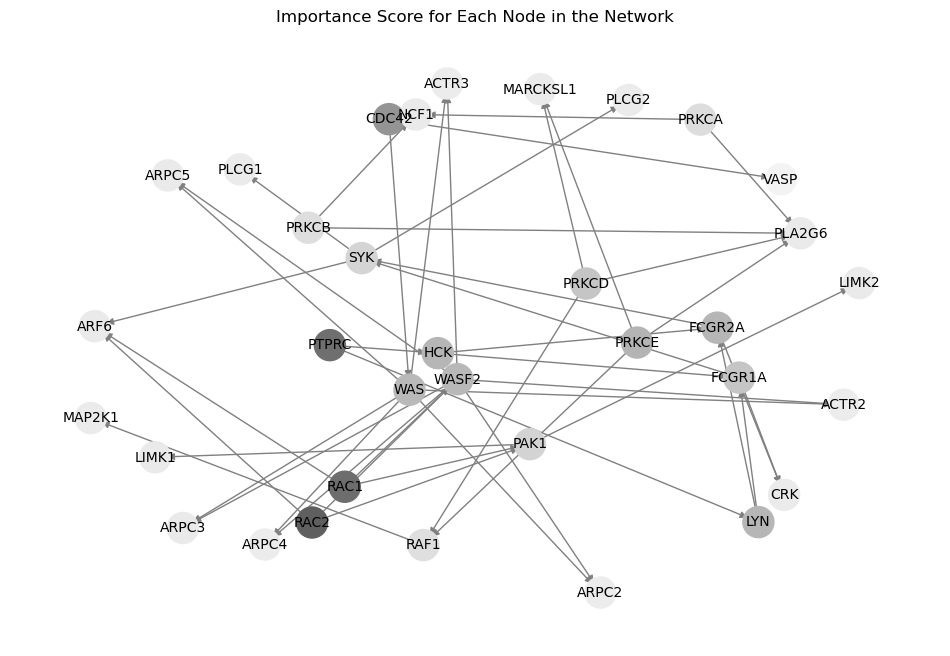 Importance Score for Each Node in the Network
ACTR3
MARCKSL1
PLCG2
CDC42
NCF1
PRKCA
PLCG1
ARPC5
VASP
PRKCB
PLA2G6
SYK
PRKCD
LIMK2
ARF6
FCGR2A
PTPRC
HCK
PRKCE
WAS
WASF2
FCGR1A
ACTR2
MAP2K1
PAK1
LIMK1
RAC1
CRK
ARPC3
RAC2
LYN
ARPC4
RAF1
ARPC2